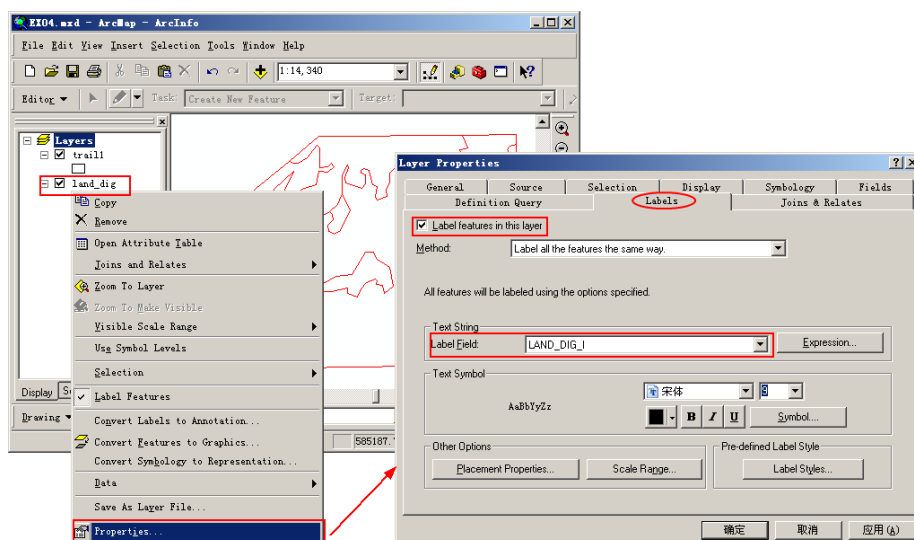 EX04.mxd - ArcMap - ArcInfo
File Edit View Insert Selection Tools Window Help
1:14,340
Editor Task: Create New Feature Target:
Layers
trail1
land_dig
Copy
Remove
Open Attribute Table
Joins and Relates
Zoom To Layer
Zoom To Make Visible
Visible Scale Range
Use Symbol Levels
Selection
Label Features
Convert Labels to Annotation...
Convert Features to Graphics...
Convert Symbology to Representation...
Data
Save As Layer File...
Properties...
Display
Drawing
585187.
Layer Properties
General Source Selection Display Symbology Fields
Definition Query Labels Joins & Relates
Label features in this layer
Method: Label all the features the same way.
All features will be labeled using the options specified.
Text String
Label Field: LAND_DIG_I Expression...
Text Symbol
AaBbYyZz
宋体 8
B I U Symbol...
Other Options
Placement Properties... Scale Range...
Pre-defined Label Style
Label Styles...
确定 取消 应用(A)